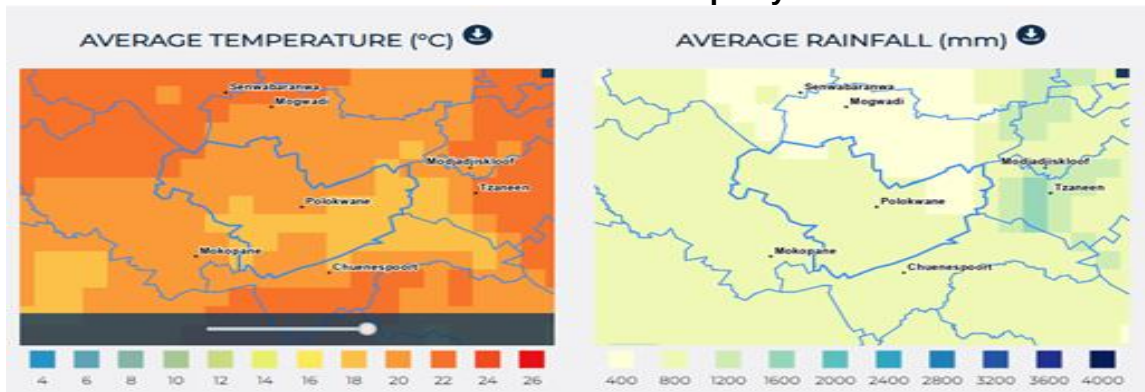 AVERAGE TEMPERATURE (°C)
AVERAGE RAINFALL (mm)
Senwabaranwa
Mogwadi
Modjadjiskloof
Tzaneen
Polokwane
Mokopane
Chuenespoort
Senwabaranwa
Mogwadi
Modjadjiskloof
Tzaneen
Polokwane
Mokopane
Chuenespoort
4 6 8 10 12 14 16 18 20 22 24 26
400 800 1200 1600 2000 2400 2800 3200 3600 4000